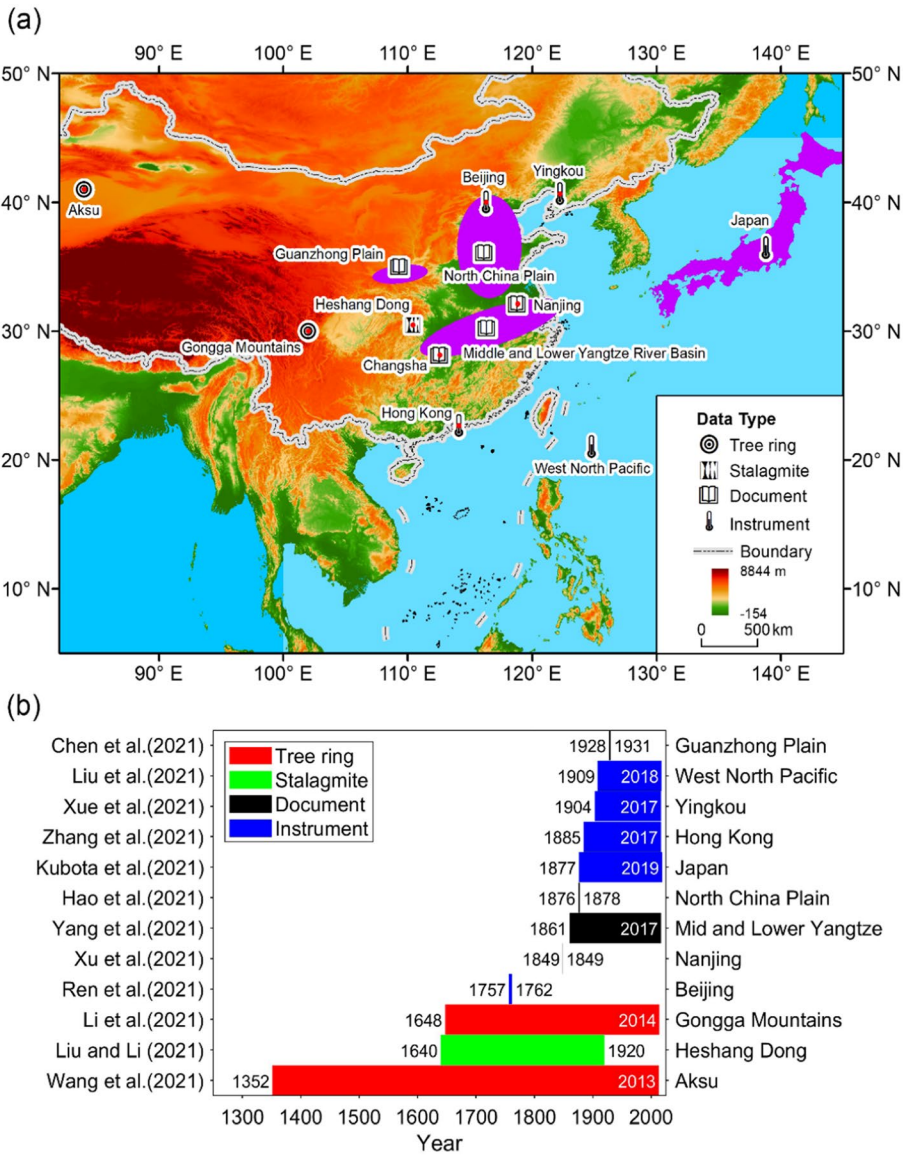 (a)
90° E 100° E 110° E 120° E 130° E 140° E
50° N 50° N
40° N 40° N
30° N 30° N
20° N 20° N
10° N 10° N
Aksu
Beijing
Yingkou
Japan
Guanzhong Plain
North China Plain
Heshang Dong
Nanjing
Gongga Mountains
Middle and Lower Yangtze River Basin
Changsha
Hong Kong
West North Pacific
Data Type
Tree ring
Stalagmite
Document
Instrument
Boundary
8844 m
-154
0 500 km
90° E 100° E 110° E 120° E 130° E 140° E
(b)
Tree ring
Stalagmite
Document
Instrument
Chen et al.(2021) 1928 1931 Guanzhong Plain
Liu et al.(2021) 1909 2018 West North Pacific
Xue et al.(2021) 1904 2017 Yingkou
Zhang et al.(2021) 1885 2017 Hong Kong
Kubota et al.(2021) 1877 2019 Japan
Hao et al.(2021) 1876 1878 North China Plain
Yang et al.(2021) 1861 2017 Mid and Lower Yangtze
Xu et al.(2021) 1849 1849 Nanjing
Ren et al.(2021) 1757 1762 Beijing
Li et al.(2021) 1648 2014 Gongga Mountains
Liu and Li (2021) 1640 1920 Heshang Dong
Wang et al.(2021) 1352 2013 Aksu
1300 1400 1500 1600 1700 1800 1900 2000
Year